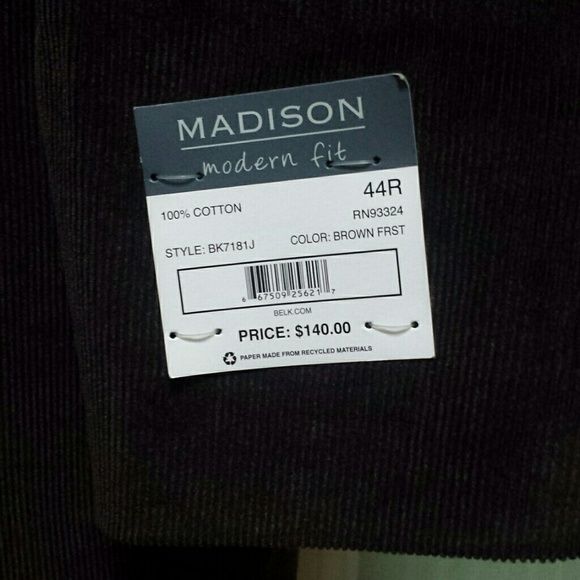 MADISON
modern fit
44R
100% COTTON
RN93324
STYLE: BK7181J
COLOR: BROWN FRST
6 67509 25621 7
BELK.COM
PRICE: $140.00
PAPER MADE FROM RECYCLED MATERIALS